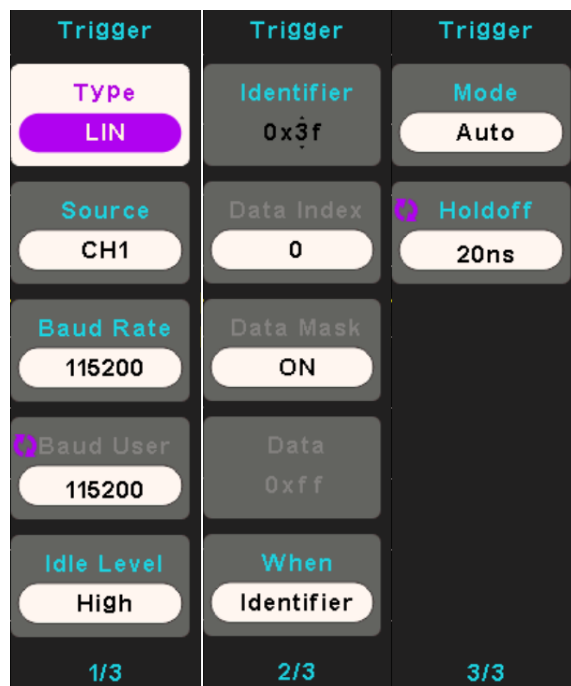 Trigger
Type
LIN
Source
CH1
Baud Rate
115200
Baud User
115200
Idle Level
High
1/3
Trigger
Identifier
0x3f
Data Index
0
Data Mask
ON
Data
0xff
When
Identifier
2/3
Trigger
Mode
Auto
Holdoff
20ns
3/3